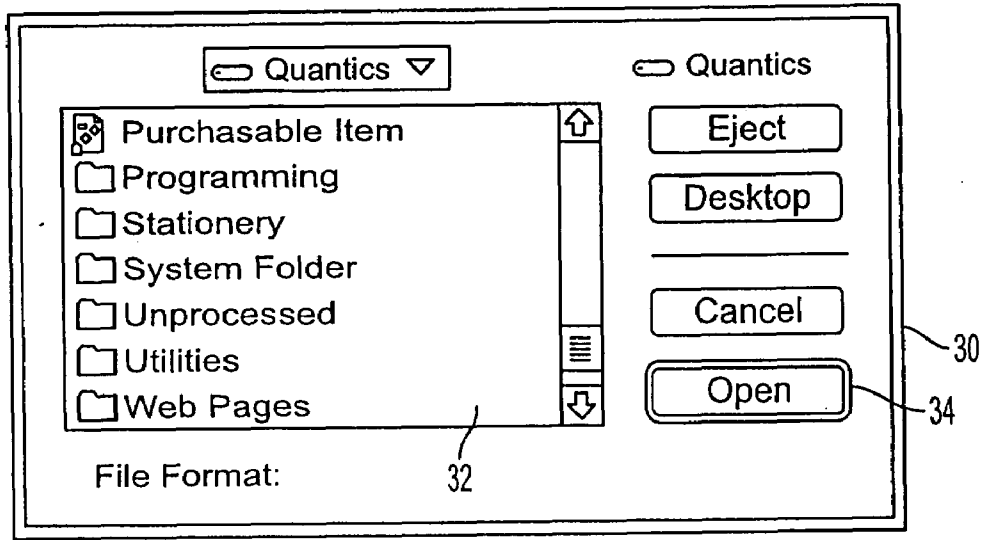 Quantics
Quantics
Purchasable Item
Eject
Programming
Desktop
Stationery
System Folder
Unprocessed
Cancel
Utilities
Open
Web Pages
File Format:
30
34
32